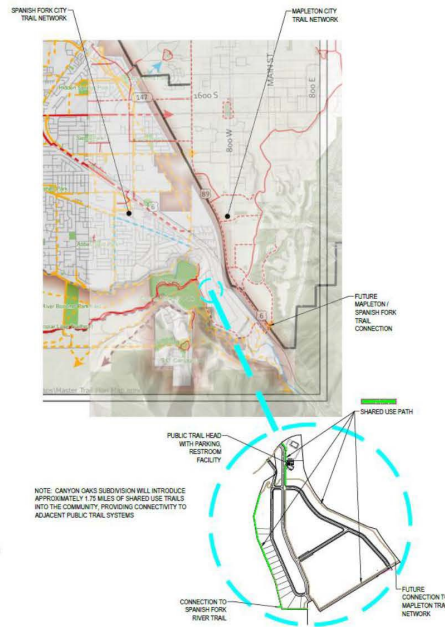 SPANISH FORK CITY
TRAIL NETWORK
MAPLETON CITY
TRAIL NETWORK
MAIN ST
800 E
141
1600 S
800 W
89
6
FUTURE
MAPLETON /
SPANISH FORK
TRAIL
CONNECTION
SHARED USE PATH
PUBLIC TRAIL HEAD
WITH PARKING,
RESTROOM
FACILITY
NOTE: CANYON OAKS SUBDIVISION WILL INTRODUCE
APPROXIMATELY 1.75 MILES OF SHARED USE TRAILS
INTO THE COMMUNITY, PROVIDING CONNECTIVITY TO
ADJACENT PUBLIC TRAIL SYSTEMS
CONNECTION TO
SPANISH FORK
RIVER TRAIL
FUTURE
CONNECTION TO
MAPLETON TRA
NETWORK